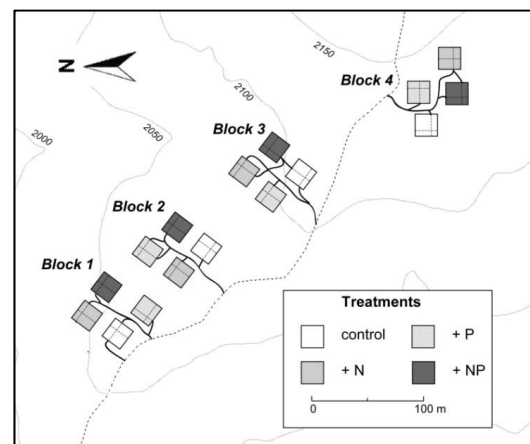 2150
Block 4
N
2100
2050
2000
Block 3
Block 2
Block 1
Treatments
control
+ P
+ N
+ NP
0
100 m